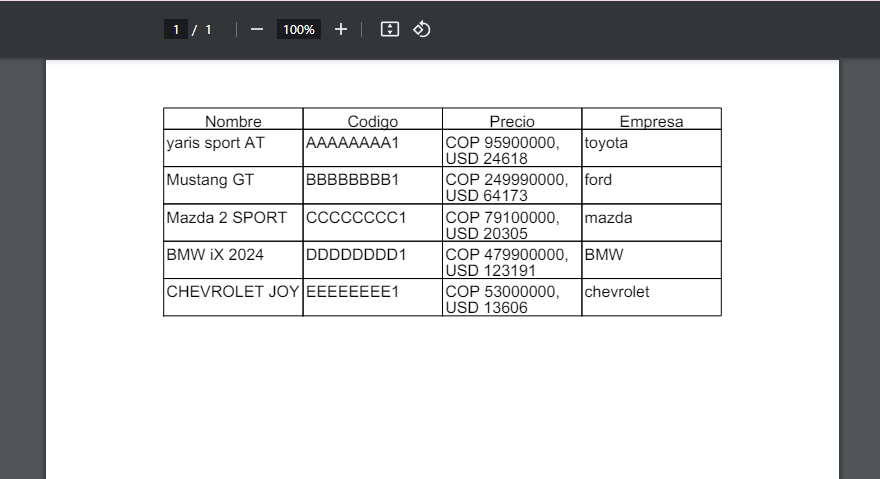 1 / 1 — 100% +
Nombre Codigo Precio Empresa
yaris sport AT AAAAAAAA1 COP 95900000, toyota
USD 24618
Mustang GT BBBBBBBB1 COP 249990000, ford
USD 64173
Mazda 2 SPORT CCCCCCCC1 COP 79100000, mazda
USD 20305
BMW iX 2024 DDDDDDDD1 COP 479900000, BMW
USD 123191
CHEVROLET JOY EEEEEEEE1 COP 53000000, chevrolet
USD 13606